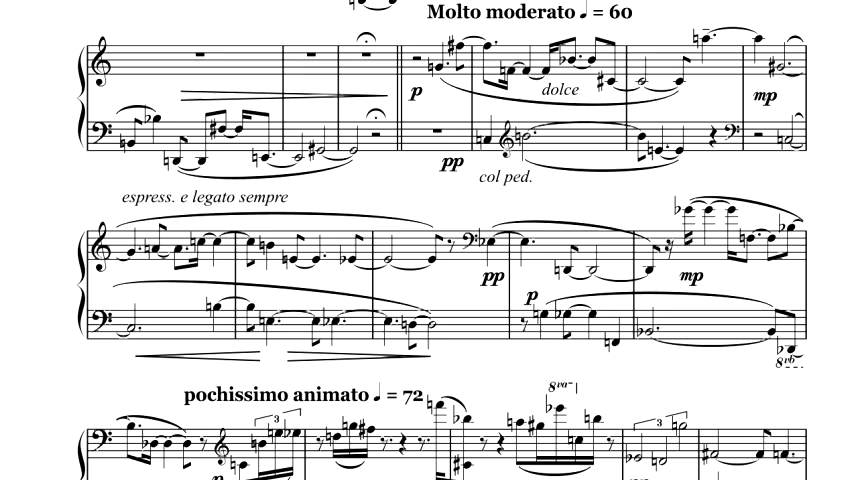 Molto moderato ♩ = 60
p
dolce
mp
pp
col ped.
espress. e legato sempre
pp
mp
p
8vb
pochissimo animato ♩ = 72
8va
3
3
p